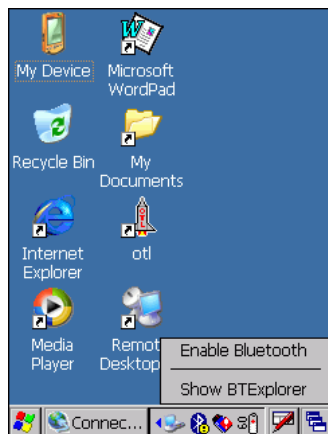 My Device
Microsoft
WordPad
Recycle Bin
My
Documents
Internet
Explorer
otl
Media
Player
Remot
Desktop
Enable Bluetooth
Show BTExplorer
Connec...